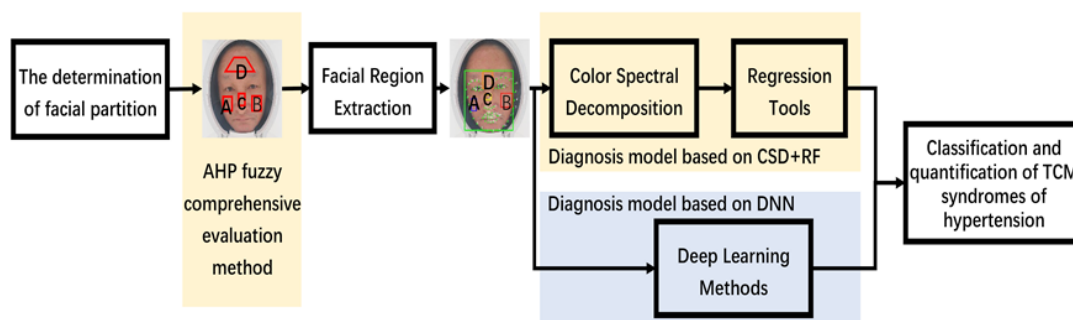 The determination
of facial partition
D
A
C
B
AHP fuzzy
comprehensive
evaluation
method
Facial Region
Extraction
D
A
C
B
Color Spectral
Decomposition
Regression
Tools
Diagnosis model based on CSD+RF
Diagnosis model based on DNN
Deep Learning
Methods
Classification and
quantification of TCM
syndromes of
hypertension